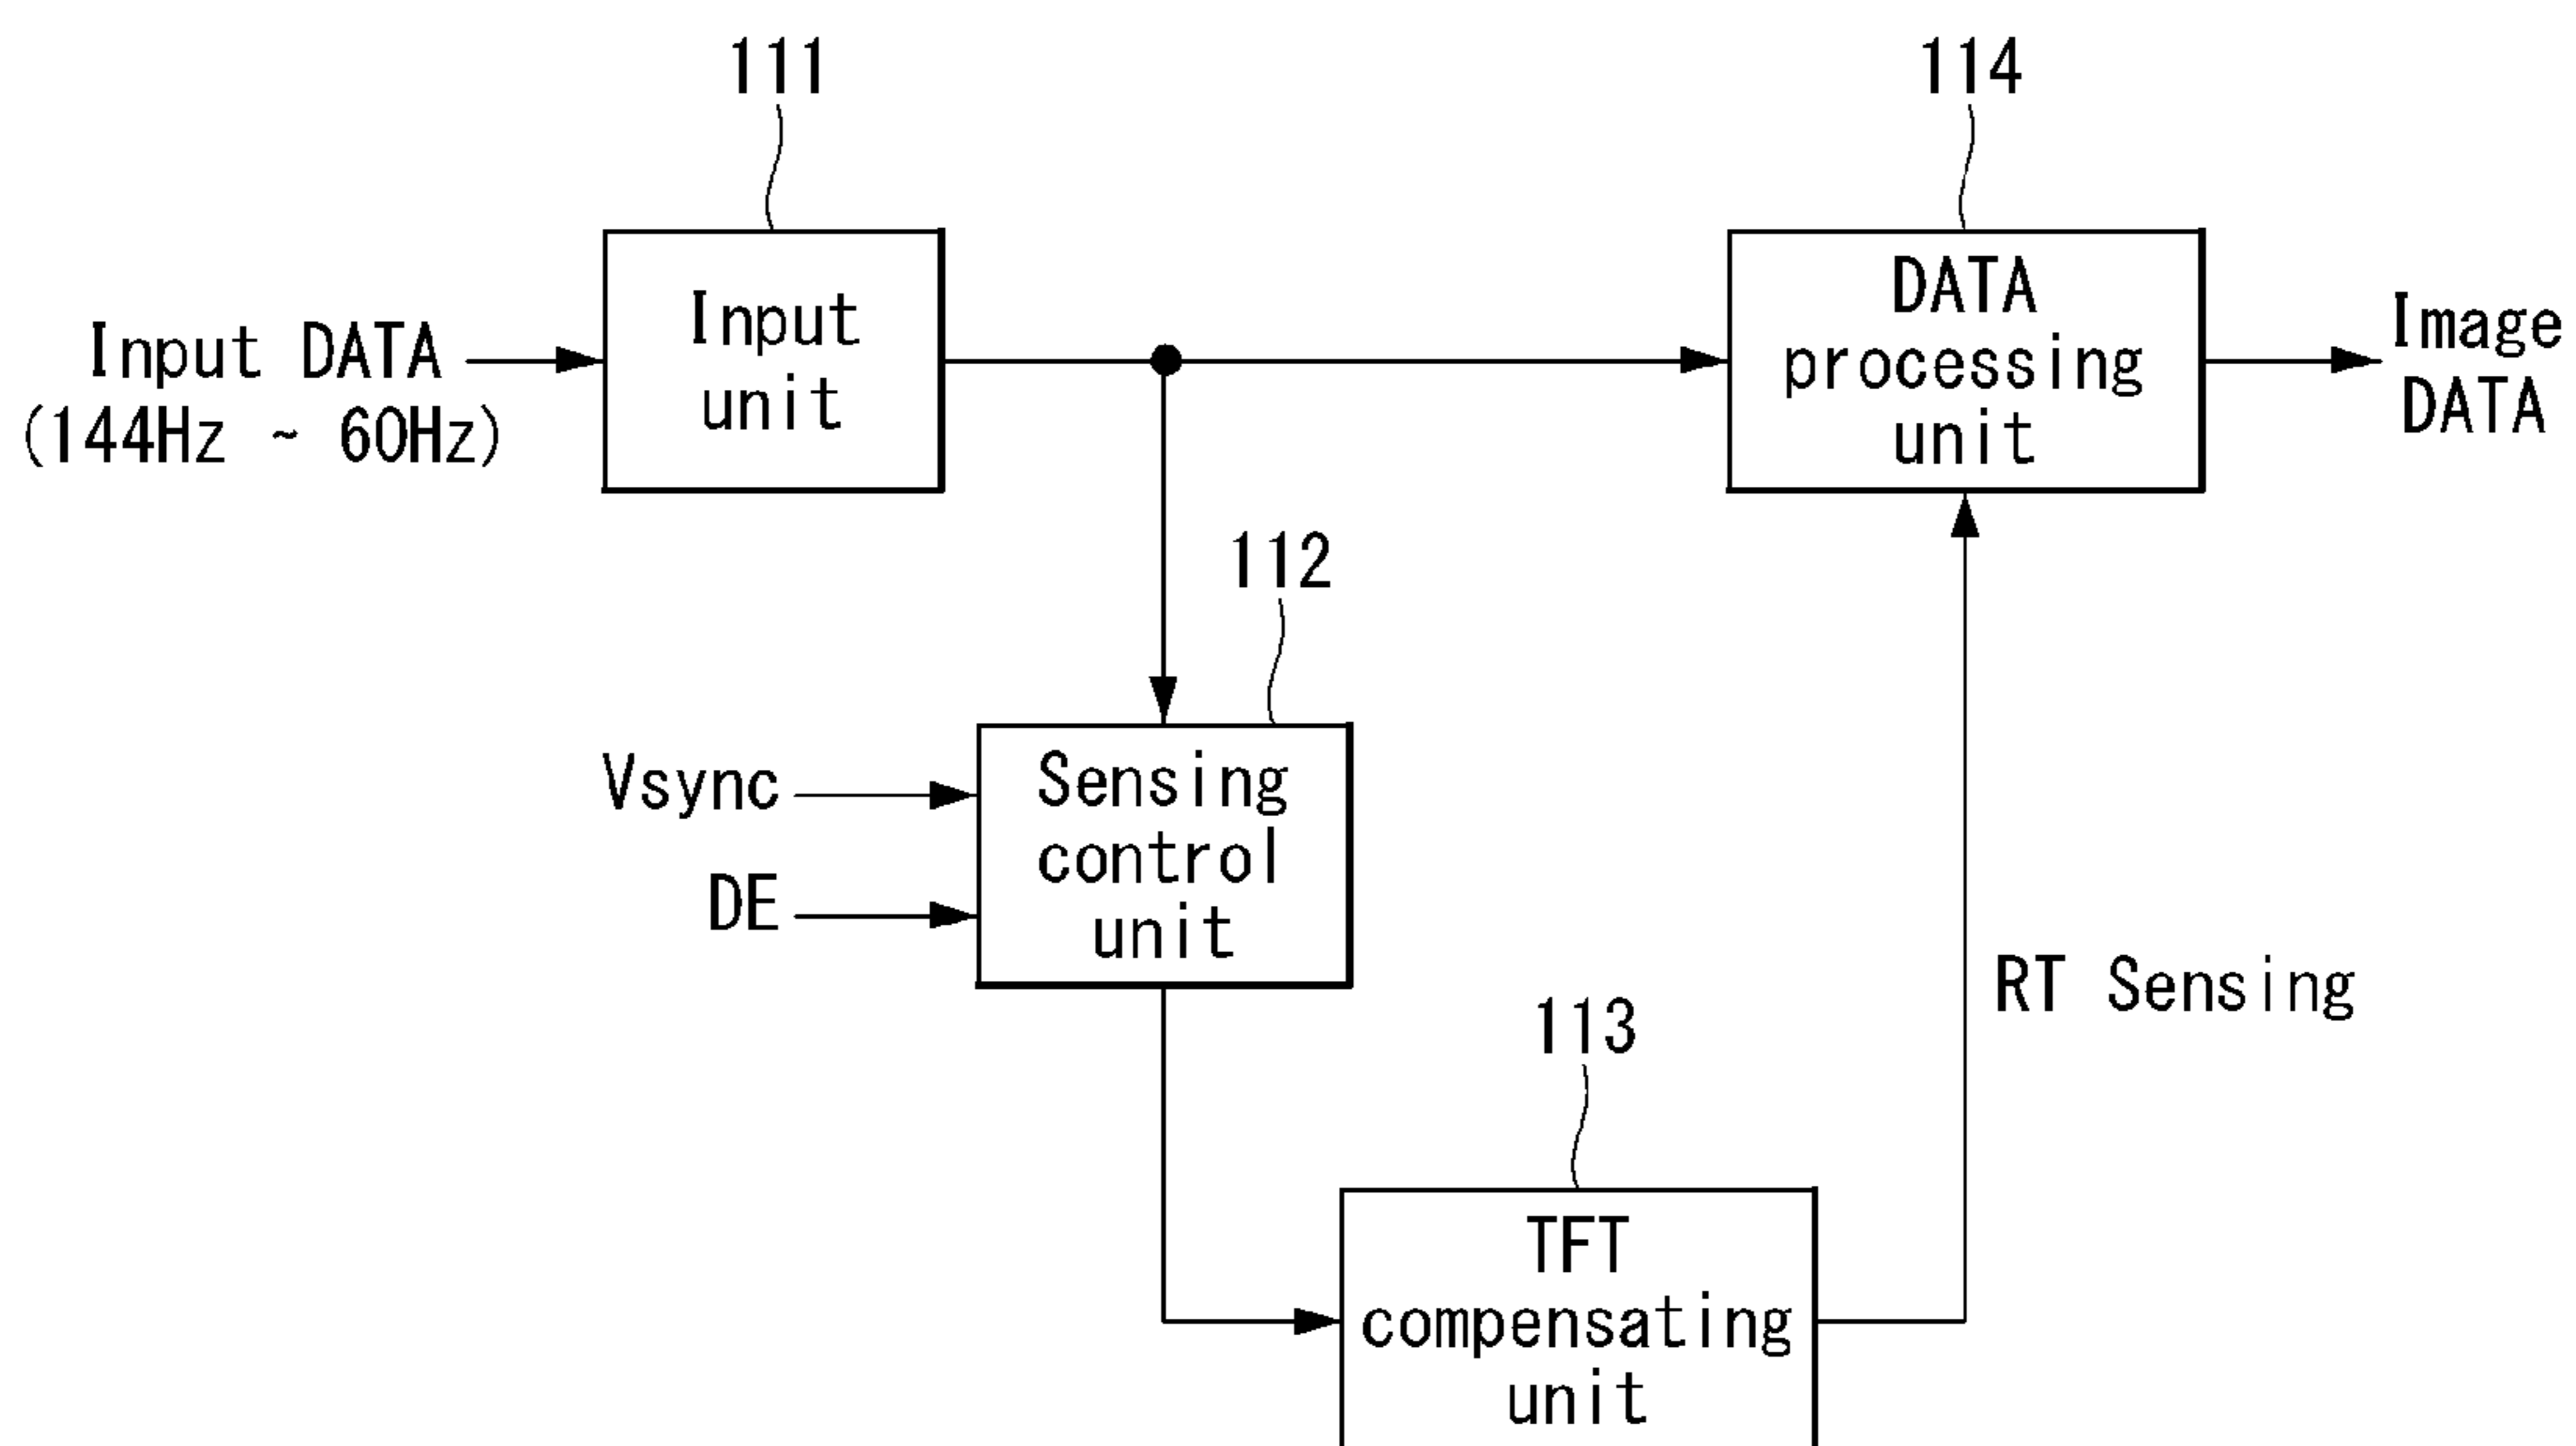 111
114
Input DATA
(144Hz ~ 60Hz)
Input
unit
DATA
processing
unit
Image
DATA
112
Vsync
DE
Sensing
control
unit
RT Sensing
113
TFT
compensating
unit